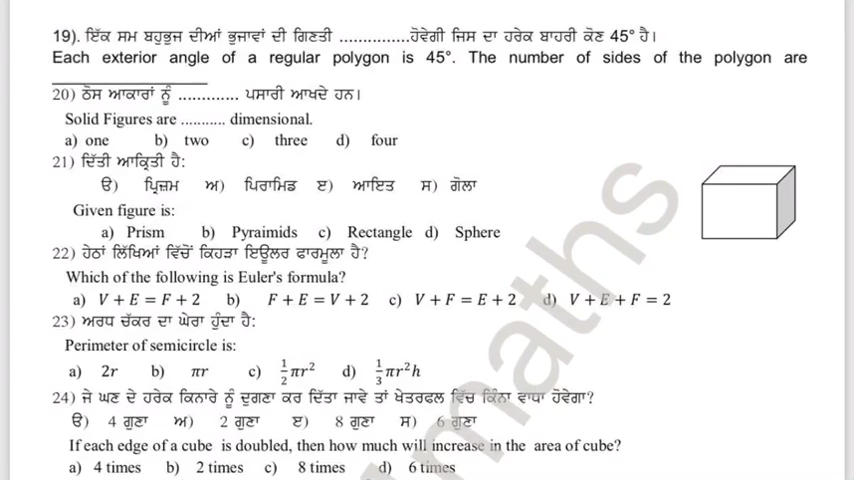 19). ਇੱਕ ਸਮ ਬਹੁਭੁਜ ਦੀਆਂ ਭੁਜਾਵਾਂ ਦੀ ਗਿਣਤੀ ...............ਹੋਵੇਗੀ ਜਿਸ ਦਾ ਹਰੇਕ ਬਾਹਰੀ ਕੋਣ 45° ਹੈ।
Each exterior angle of a regular polygon is 45°. The number of sides of the polygon are
____________________
20) ਠੋਸ ਆਕਾਰਾਂ ਨੂੰ ............. ਪਸਾਰੀ ਆਖਦੇ ਹਨ।
Solid Figures are ........... dimensional.
a) one b) two c) three d) four
21) ਦਿੱਤੀ ਆਕ੍ਰਿਤੀ ਹੈ:
ੳ) ਪ੍ਰਿਜ਼ਮ ਅ) ਪਿਰਾਮਿਡ ੲ) ਆਇਤ ਸ) ਗੋਲਾ
Given figure is:
a) Prism b) Pyraimids c) Rectangle d) Sphere
22) ਹੇਠਾਂ ਲਿੱਖਿਆਂ ਵਿੱਚੋਂ ਕਿਹੜਾ ਇਊਲਰ ਫਾਰਮੂਲਾ ਹੈ?
Which of the following is Euler's formula?
a) V + E = F + 2 b) F + E = V + 2 c) V + F = E + 2 d) V + E + F = 2
23) ਅਰਧ ਚੱਕਰ ਦਾ ਘੇਰਾ ਹੁੰਦਾ ਹੈ:
Perimeter of semicircle is:
a) 2r b) πr c) ½πr² d) ⅓πr²h
24) ਜੇ ਘਣ ਦੇ ਹਰੇਕ ਕਿਨਾਰੇ ਨੂੰ ਦੁਗਣਾ ਕਰ ਦਿੱਤਾ ਜਾਵੇ ਤਾਂ ਖੇਤਰਫਲ ਵਿੱਚ ਕਿੰਨਾ ਵਾਧਾ ਹੋਵੇਗਾ?
ੳ) 4 ਗੁਣਾ ਅ) 2 ਗੁਣਾ ੲ) 8 ਗੁਣਾ ਸ) 6 ਗੁਣਾ
If each edge of a cube is doubled, then how much will increase in the area of cube?
a) 4 times b) 2 times c) 8 times d) 6 times
maths